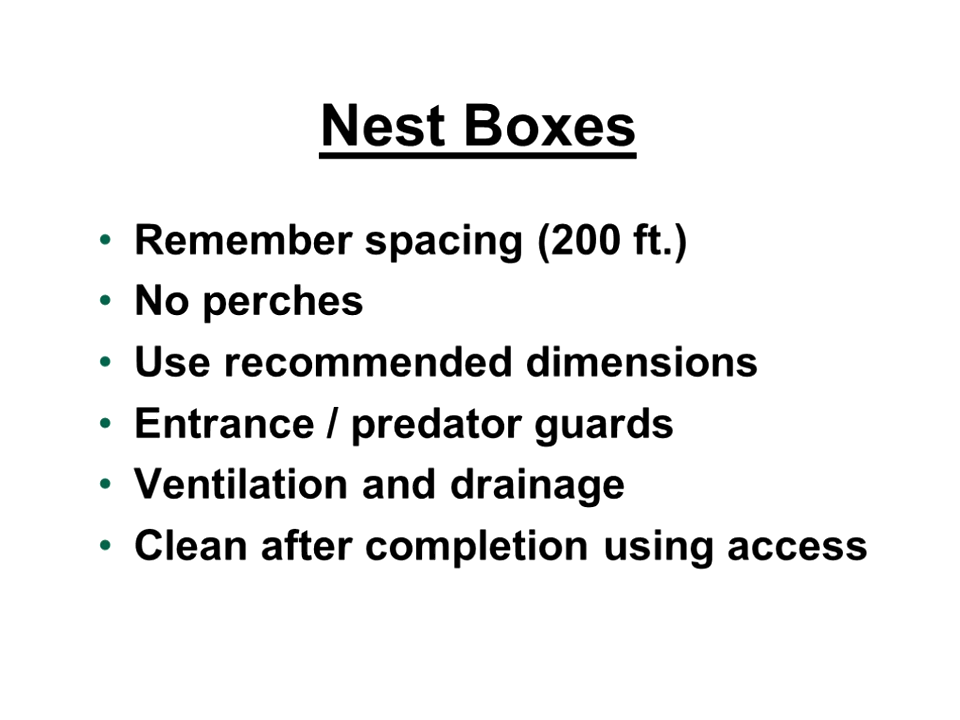 Nest Boxes
• Remember spacing (200 ft.)
• No perches
• Use recommended dimensions
• Entrance / predator guards
• Ventilation and drainage
• Clean after completion using access